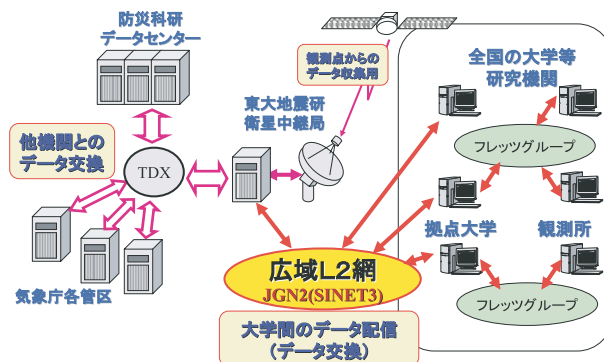 防災科研
データセンター
観測点からの
データ収集用
全国の大学等
研究機関
東大地震研
衛星中継局
他機関との
データ交換
TDX
フレッツグループ
拠点大学
観測所
広域L2網
JGN2(SINET3)
気象庁各管区
フレッツグループ
大学間のデータ配信
(データ交換)